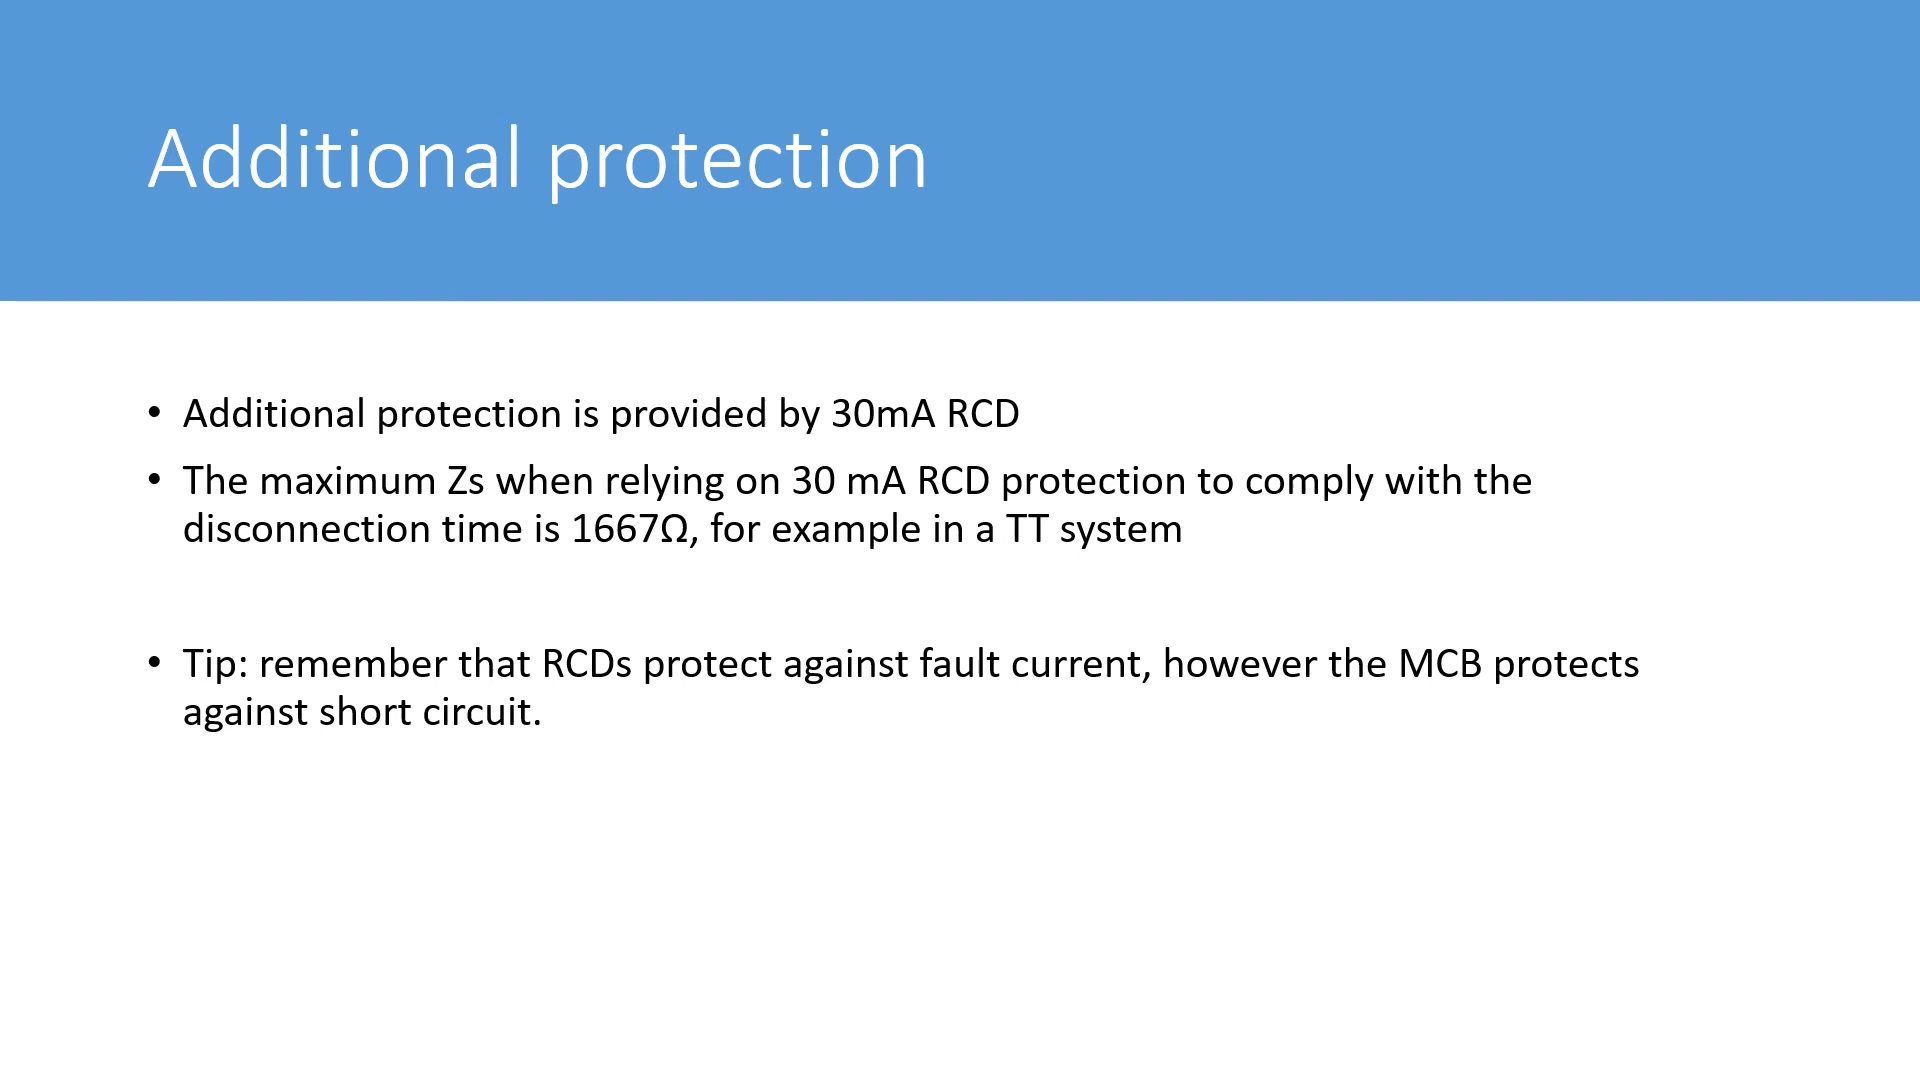 Additional protection
• Additional protection is provided by 30mA RCD
• The maximum Zs when relying on 30 mA RCD protection to comply with the
disconnection time is 1667Ω, for example in a TT system
• Tip: remember that RCDs protect against fault current, however the MCB protects
against short circuit.